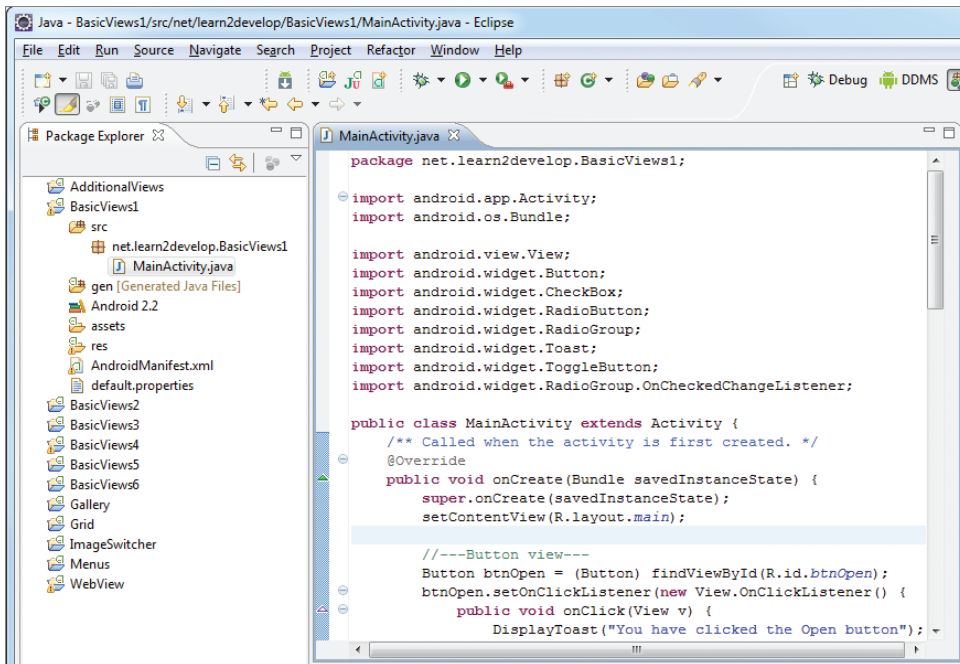 Java - BasicViews1/src/net/learn2develop/BasicViews1/MainActivity.java - Eclipse
File Edit Run Source Navigate Search Project Refactor Window Help
Debug DDMS
Package Explorer
AdditionalViews
BasicViews1
src
net.learn2develop.BasicViews1
MainActivity.java
gen [Generated Java Files]
Android 2.2
assets
res
AndroidManifest.xml
default.properties
BasicViews2
BasicViews3
BasicViews4
BasicViews5
BasicViews6
Gallery
Grid
ImageSwitcher
Menus
WebView
MainActivity.java
package net.learn2develop.BasicViews1;
import android.app.Activity;
import android.os.Bundle;
import android.view.View;
import android.widget.Button;
import android.widget.CheckBox;
import android.widget.RadioButton;
import android.widget.RadioGroup;
import android.widget.Toast;
import android.widget.ToggleButton;
import android.widget.RadioGroup.OnCheckedChangeListener;
public class MainActivity extends Activity {
/** Called when the activity is first created. */
@Override
public void onCreate(Bundle savedInstanceState) {
super.onCreate(savedInstanceState);
setContentView(R.layout.main);
//---Button view---
Button btnOpen = (Button) findViewById(R.id.btnOpen);
btnOpen.setOnClickListener(new View.OnClickListener() {
public void onClick(View v) {
DisplayToast("You have clicked the Open button");